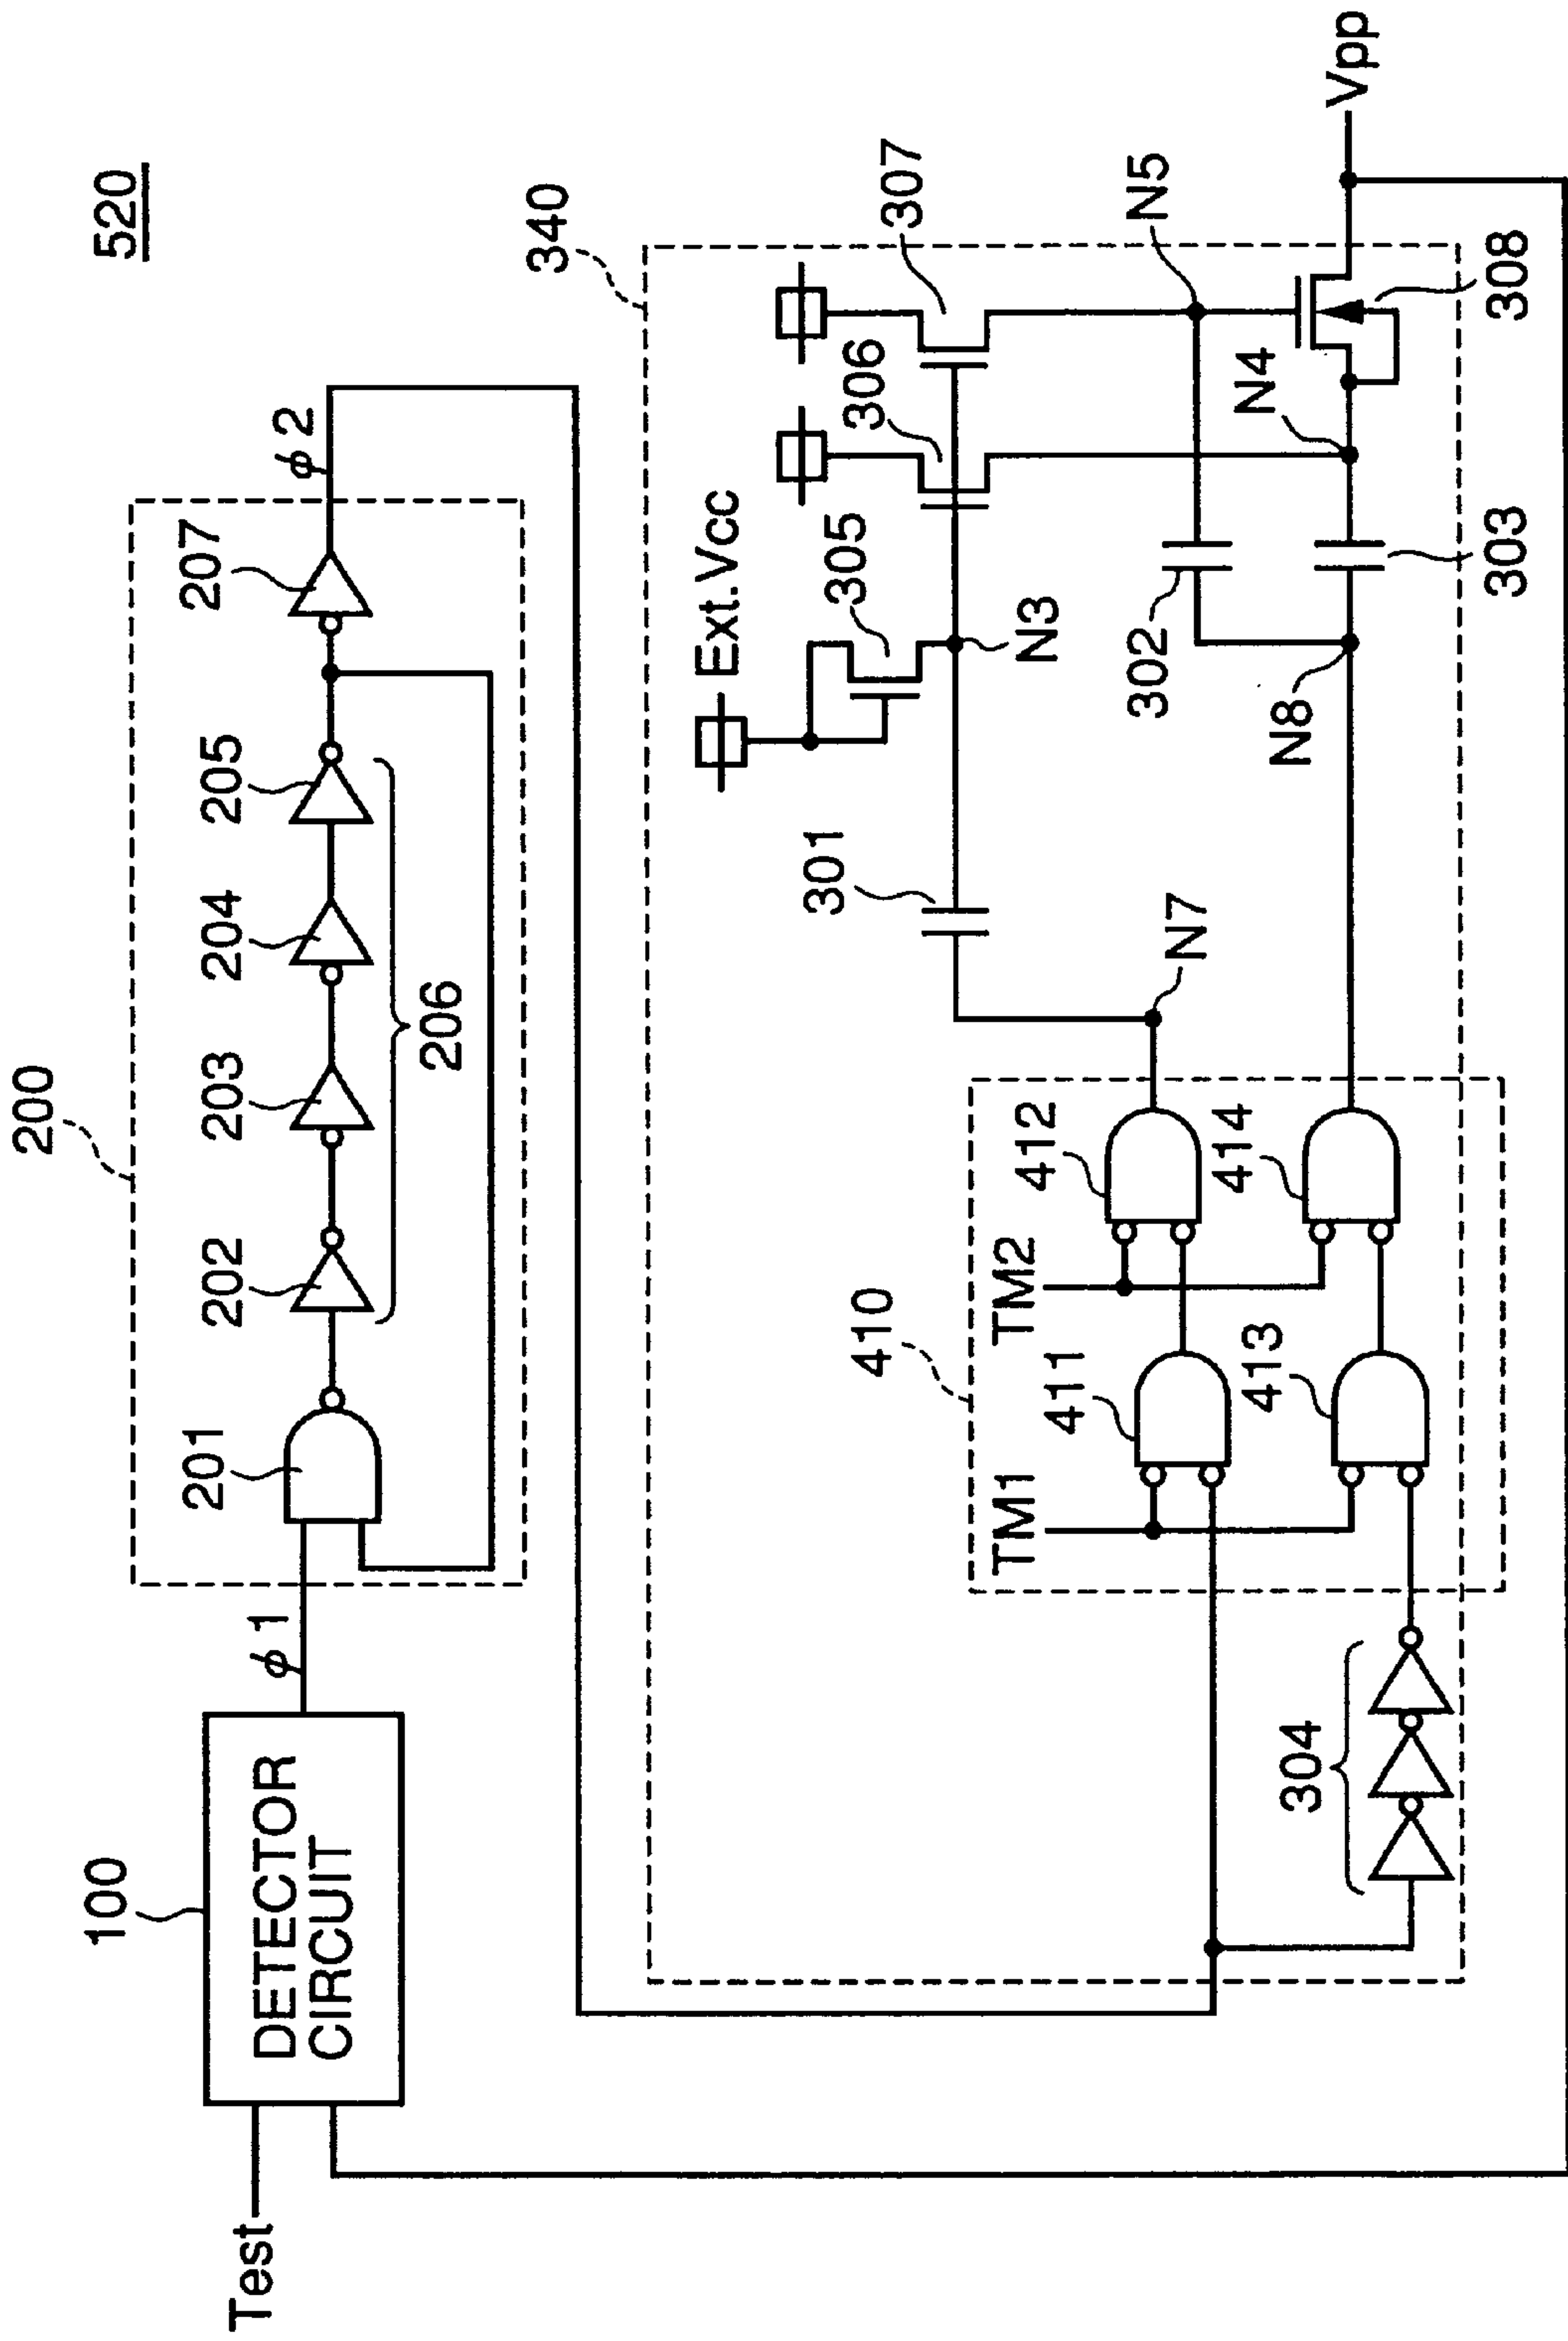 520
200
202
203
204
205
207
201
206
φ2
φ1
100
DETECTOR
CIRCUIT
Test
340
Ext.Vcc
305
306
307
N5
301
N3
302
N4
Vpp
N7
N8
303
308
410
TM1
TM2
411
412
413
414
304